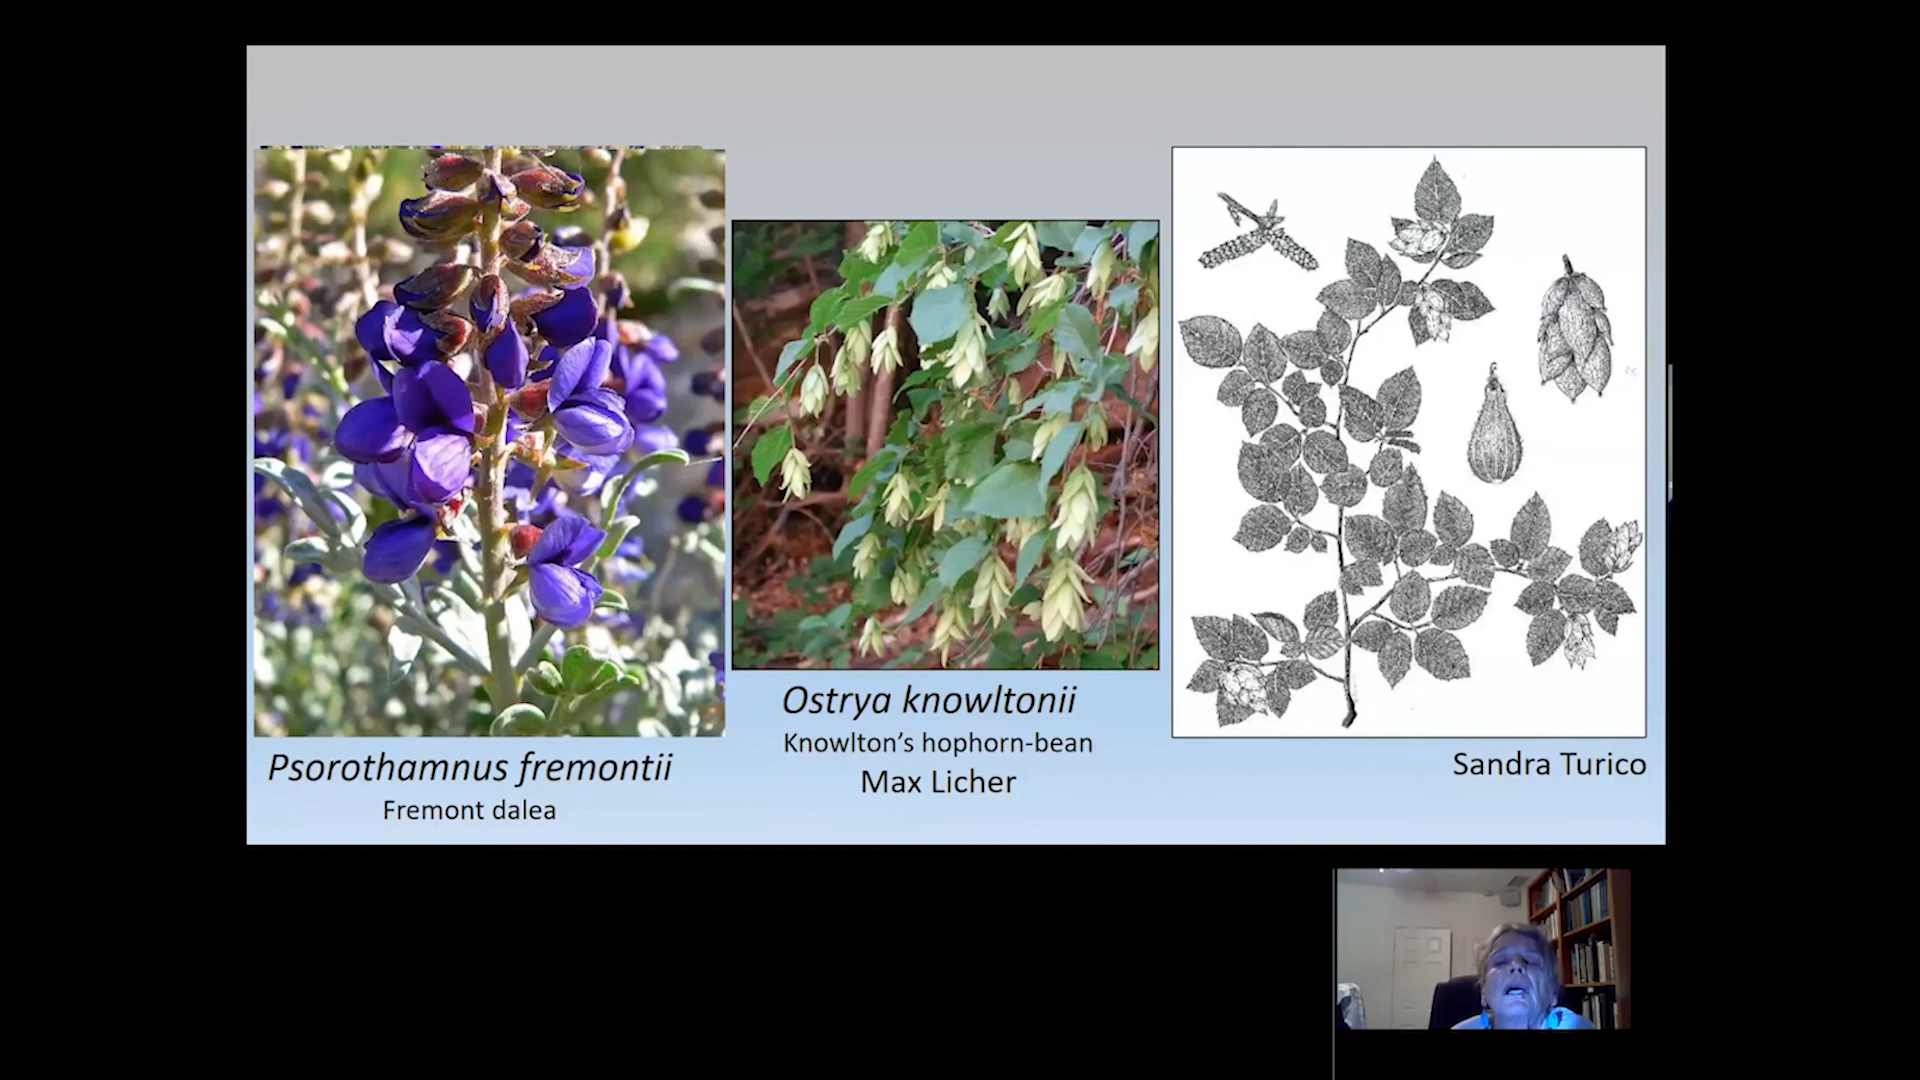 Psorothamnus fremontii
Fremont dalea
Ostrya knowltonii
Knowlton's hophorn-bean
Max Licher
Sandra Turico